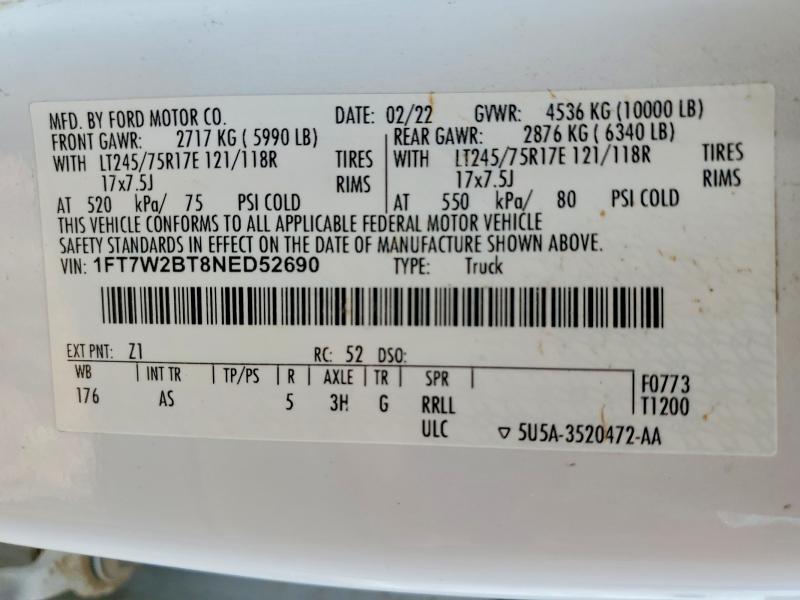 MFD. BY FORD MOTOR CO. DATE: 02/22 GVWR: 4536 KG (10000 LB)
FRONT GAWR: 2717 KG ( 5990 LB) REAR GAWR: 2876 KG ( 6340 LB)
WITH LT245/75R17E 121/118R TIRES WITH LT245/75R17E 121/118R TIRES
17x7.5J RIMS 17x7.5J RIMS
AT 520 kPa/ 75 PSI COLD AT 550 kPa/ 80 PSI COLD
THIS VEHICLE CONFORMS TO ALL APPLICABLE FEDERAL MOTOR VEHICLE
SAFETY STANDARDS IN EFFECT ON THE DATE OF MANUFACTURE SHOWN ABOVE.
VIN: 1FT7W2BT8NED52690 TYPE: Truck
EXT PNT: Z1 RC: 52 DSO:
WB INT TR TP/PS R AXLE TR SPR F0773
176 AS 5 3H G RRLL T1200
ULC ▽ 5U5A-3520472-AA